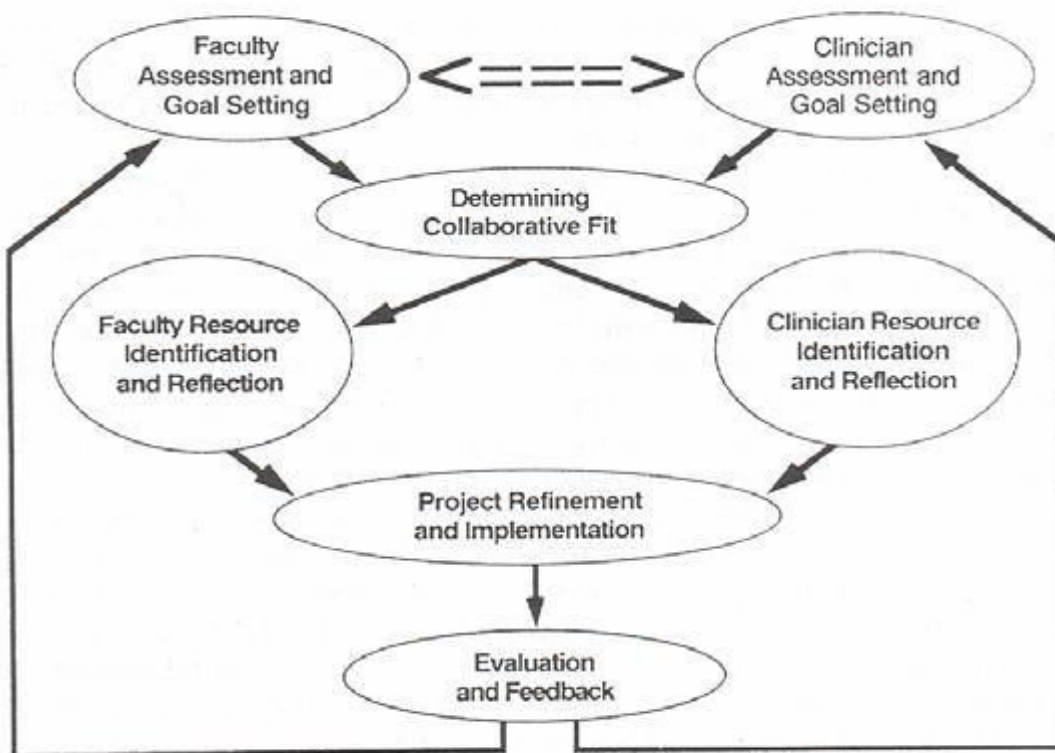 Faculty
Assessment and
Goal Setting
Clinician
Assessment and
Goal Setting
Determining
Collaborative Fit
Faculty Resource
Identification
and Reflection
Clinician Resource
Identification
and Reflection
Project Refinement
and Implementation
Evaluation
and Feedback